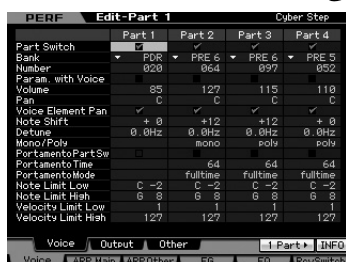 PERF Edit-Part 1 Cyber Step
Part 1 Part 2 Part 3 Part 4
Part Switch
Bank PDR PRE 6 PRE 6 PRE 5
Number 020 064 097 052
Param. with Voice
Volume 85 127 115 110
Pan C C C C
Voice Element Pan
Note Shift + 0 +12 +12 + 0
Detune 0.0Hz 0.0Hz 0.0Hz 0.0Hz
Mono/Poly mono poly poly
PortamentoPartSw
PortamentoTime 64 64 64
PortamentoMode fulltime fulltime fulltime
Note Limit Low C -2 C -2 C -2 C -2
Note Limit High G 8 G 8 G 8 G 8
Velocity Limit Low 1 1 1 1
Velocity Limit High 127 127 127 127
Voice Output Other 1 Part INFO
Voice ARP Main ARP Other EG EQ RcvSwitch